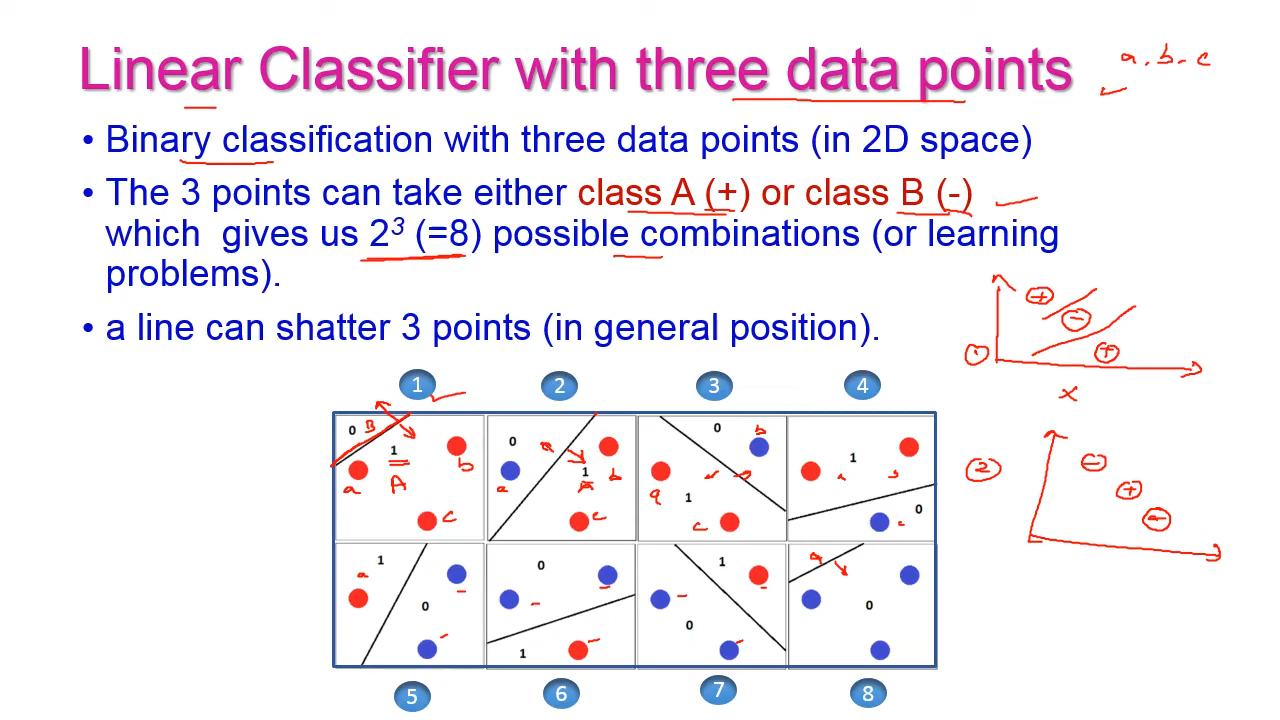 Linear Classifier with three data points
a, b, c
• Binary classification with three data points (in 2D space)
• The 3 points can take either class A (+) or class B (-)
which gives us 2³ (=8) possible combinations (or learning
problems).
• a line can shatter 3 points (in general position).
+
-
+
1
x
1 2 3 4
0 B
1
a A b
c
0
a
1
A b
c
0 b
a
1
c
1
0
2
-
+
-
1
a
0
-
-
0
- -
1 -
1
- -
0
-
0
5 6 7 8